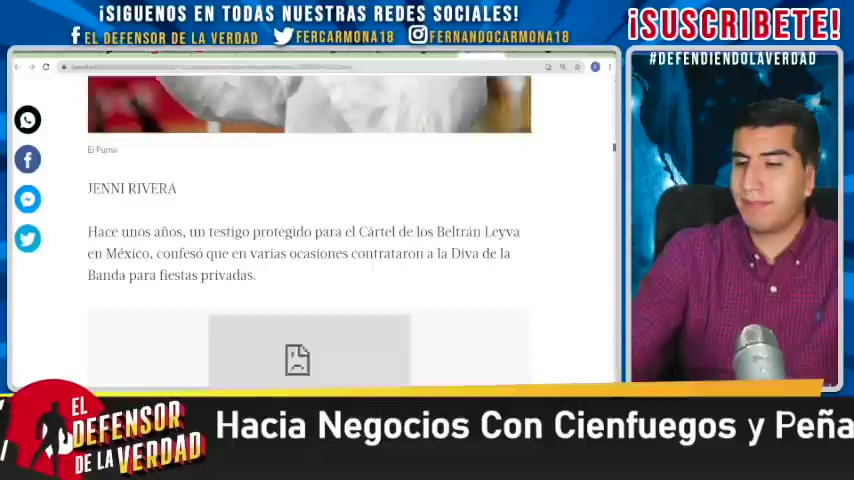 ¡SIGUENOS EN TODAS NUESTRAS REDES SOCIALES!
EL DEFENSOR DE LA VERDAD
FERCARMONA18
FERNANDOCARMONA18
¡SUSCRIBETE!
#DEFENDIENDOLAVERDAD
El Puma
JENNI RIVERA
Hace unos años, un testigo protegido para el Cártel de los Beltrán Leyva
en México, confesó que en varias ocasiones contrataron a la Diva de la
Banda para fiestas privadas.
EL
DEFENSOR
DE LA VERDAD
Hacia Negocios Con Cienfuegos y Peña